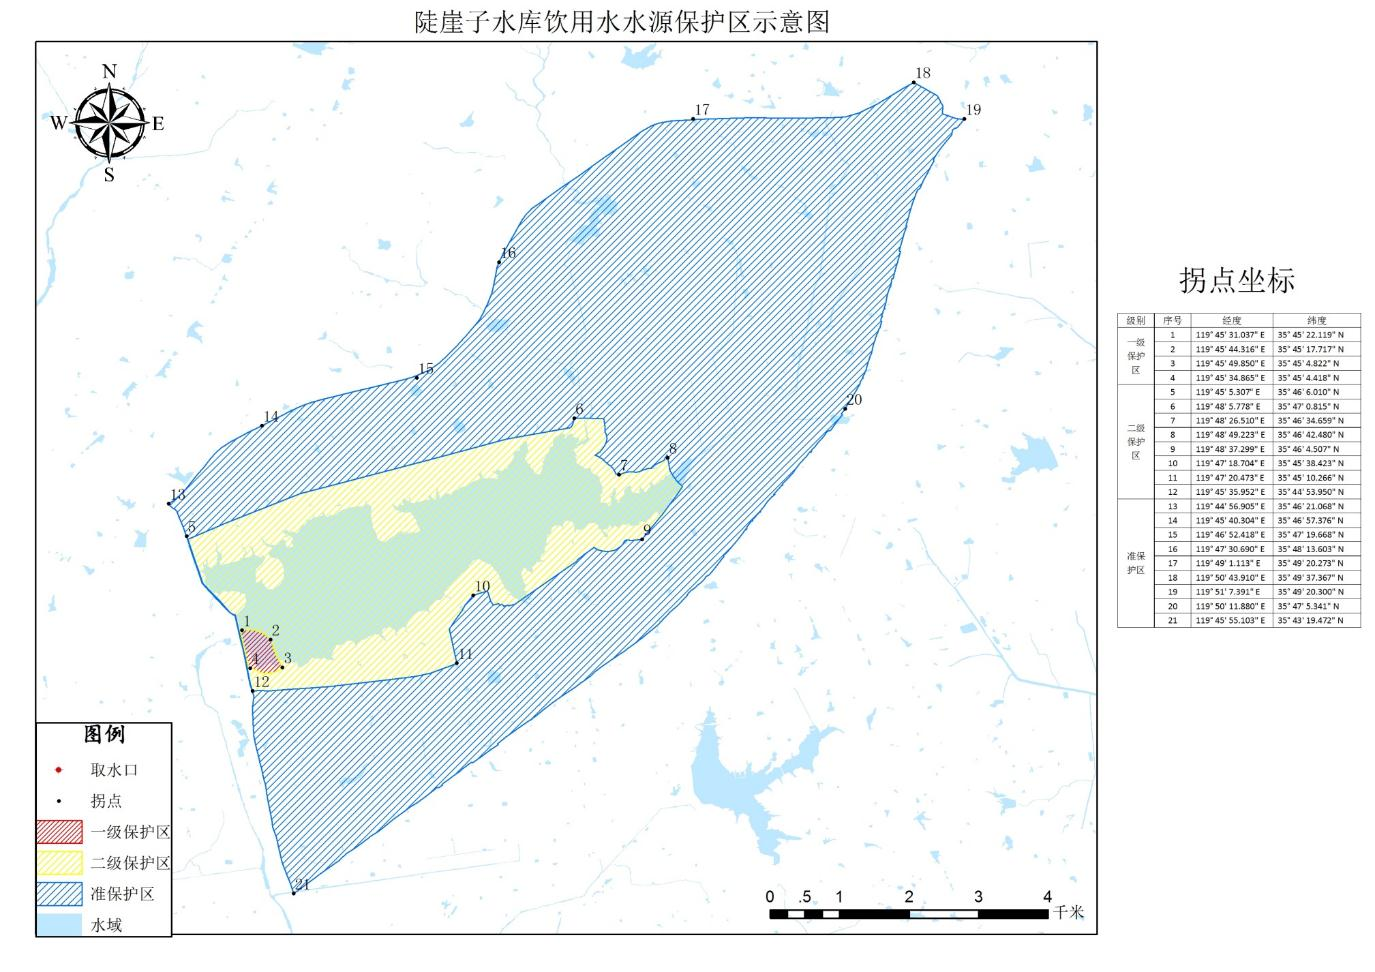 陡崖子水库饮用水水源保护区示意图
N
W E
S
18
17
19
16
15
20
6
14
8
7
13
5
9
10
1
2
11
4 3
12
21
图例
取水口
拐点
一级保护区
二级保护区
准保护区
水域
0 .5 1 2 3 4
千米
拐点坐标
级别 序号 经度 纬度
一级保护区
1 119° 45' 31.037" E 35° 45' 22.119" N
2 119° 45' 44.316" E 35° 45' 17.717" N
3 119° 45' 49.850" E 35° 45' 4.822" N
4 119° 45' 34.865" E 35° 45' 4.418" N
二级保护区
5 119° 45' 5.307" E 35° 46' 6.010" N
6 119° 48' 5.778" E 35° 47' 0.815" N
7 119° 48' 26.510" E 35° 46' 34.659" N
8 119° 48' 49.223" E 35° 46' 42.480" N
9 119° 48' 37.299" E 35° 46' 4.507" N
10 119° 47' 18.704" E 35° 45' 38.423" N
11 119° 47' 20.473" E 35° 45' 10.266" N
12 119° 45' 35.952" E 35° 44' 53.950" N
准保护区
13 119° 44' 56.905" E 35° 46' 21.068" N
14 119° 45' 40.304" E 35° 46' 57.376" N
15 119° 46' 52.418" E 35° 47' 19.668" N
16 119° 47' 30.690" E 35° 48' 13.603" N
17 119° 49' 1.113" E 35° 49' 20.273" N
18 119° 50' 43.910" E 35° 49' 37.367" N
19 119° 51' 7.391" E 35° 49' 20.300" N
20 119° 50' 11.880" E 35° 47' 5.341" N
21 119° 45' 55.103" E 35° 43' 19.472" N